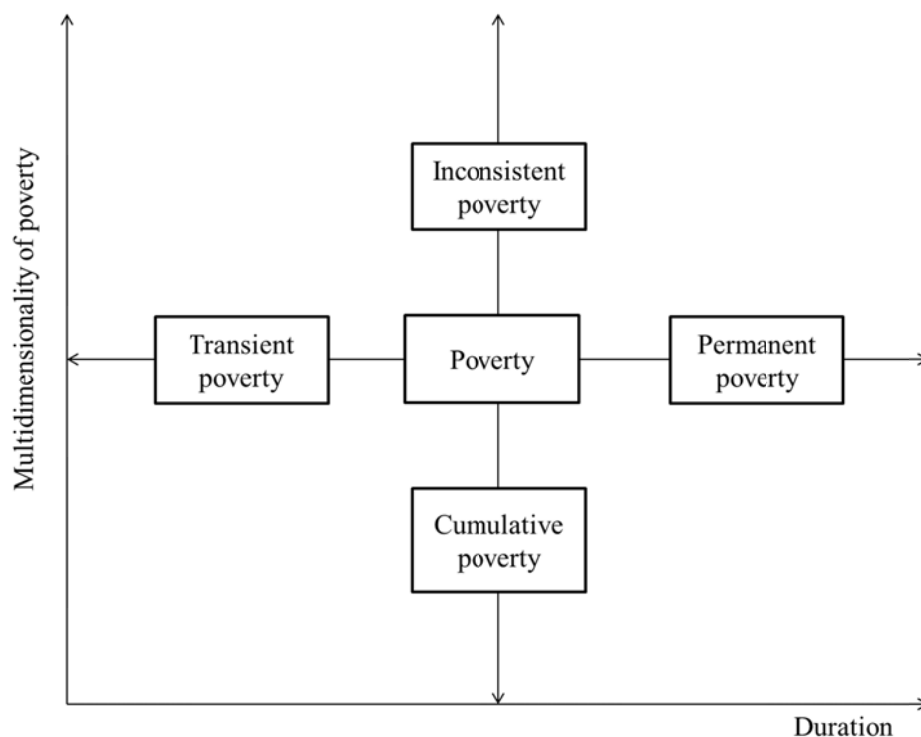 Multidimensionality of poverty
Inconsistent
poverty
Transient
poverty
Poverty
Permanent
poverty
Cumulative
poverty
Duration